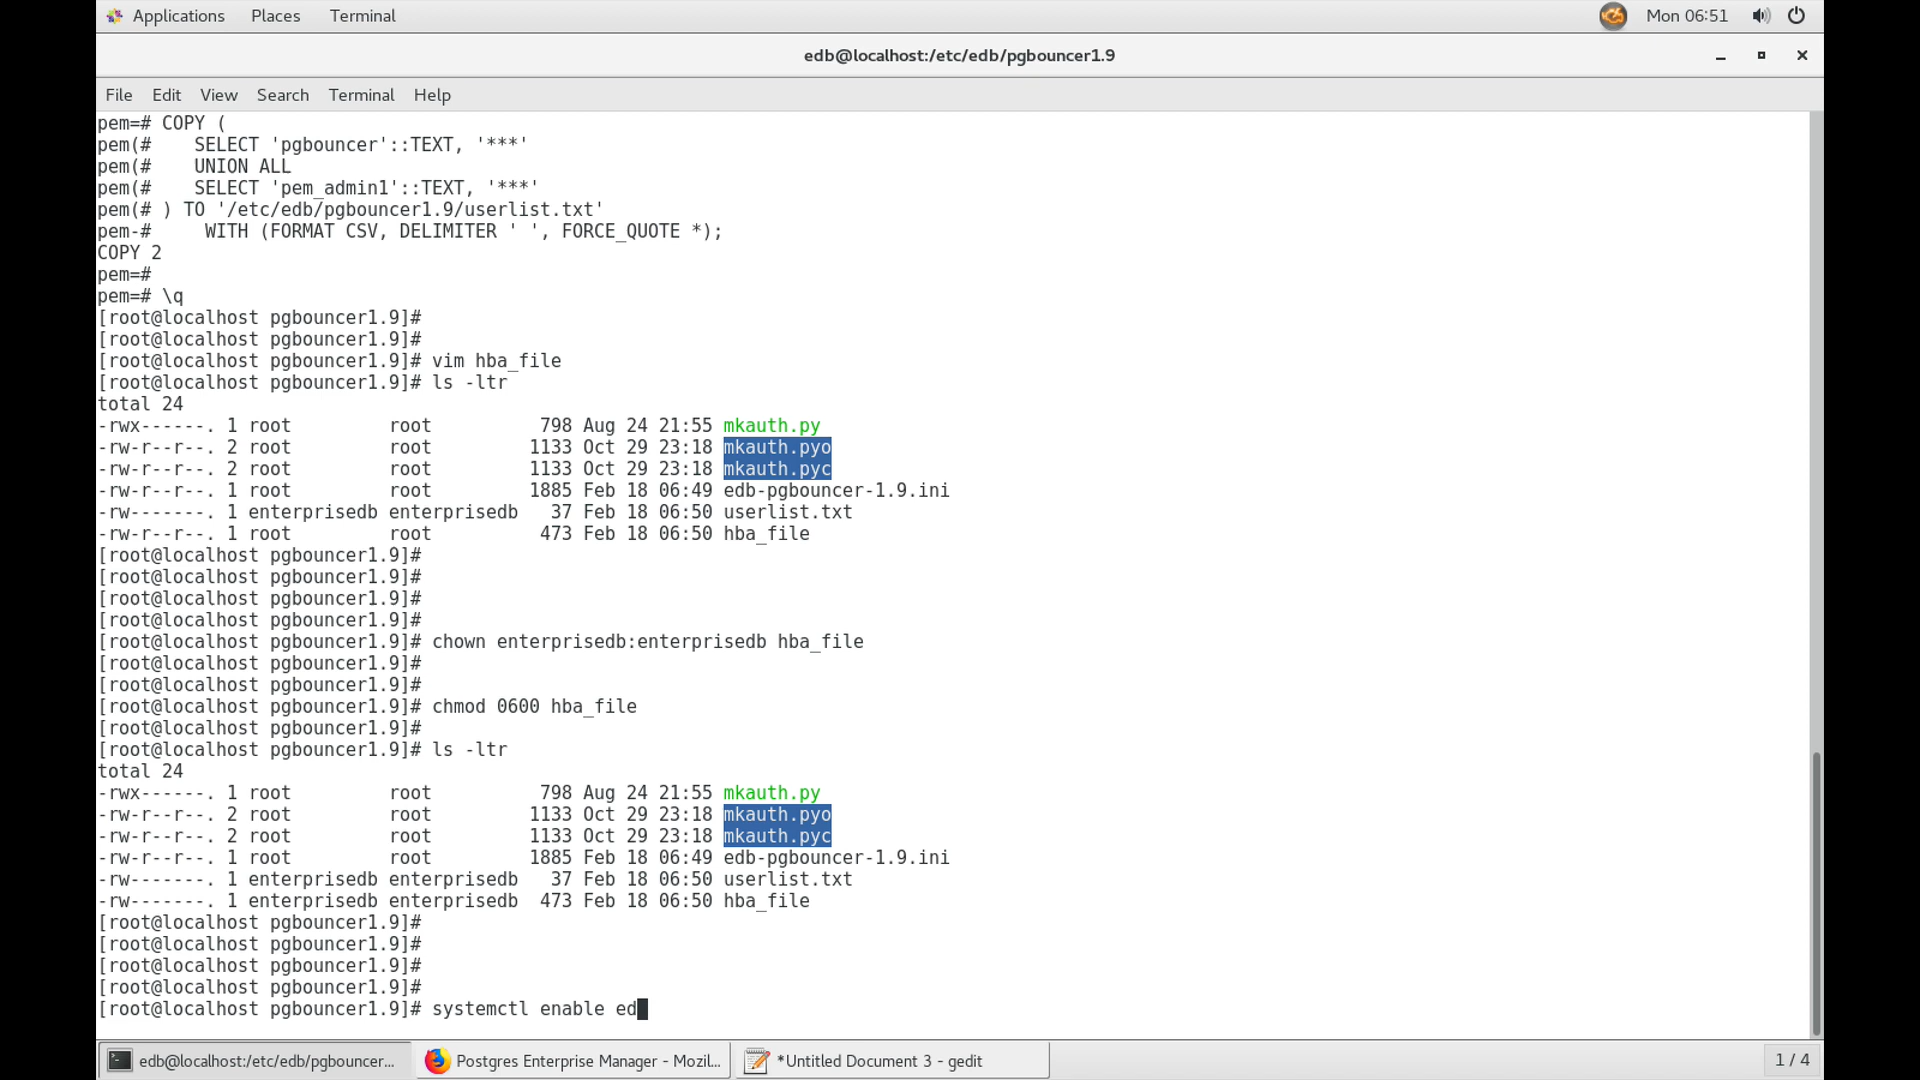 Applications Places Terminal Mon 06:51
edb@localhost:/etc/edb/pgbouncer1.9
File Edit View Search Terminal Help
pem=# COPY (
pem(#    SELECT 'pgbouncer'::TEXT, '***'
pem(#    UNION ALL
pem(#    SELECT 'pem_admin1'::TEXT, '***'
pem(# ) TO '/etc/edb/pgbouncer1.9/userlist.txt'
pem-#     WITH (FORMAT CSV, DELIMITER ' ', FORCE_QUOTE *);
COPY 2
pem=#
pem=# \q
[root@localhost pgbouncer1.9]#
[root@localhost pgbouncer1.9]#
[root@localhost pgbouncer1.9]# vim hba_file
[root@localhost pgbouncer1.9]# ls -ltr
total 24
-rwx------. 1 root         root          798 Aug 24 21:55 mkauth.py
-rw-r--r--. 2 root         root         1133 Oct 29 23:18 mkauth.pyo
-rw-r--r--. 2 root         root         1133 Oct 29 23:18 mkauth.pyc
-rw-r--r--. 1 root         root         1885 Feb 18 06:49 edb-pgbouncer-1.9.ini
-rw-------. 1 enterprisedb enterprisedb   37 Feb 18 06:50 userlist.txt
-rw-r--r--. 1 root         root          473 Feb 18 06:50 hba_file
[root@localhost pgbouncer1.9]#
[root@localhost pgbouncer1.9]#
[root@localhost pgbouncer1.9]#
[root@localhost pgbouncer1.9]#
[root@localhost pgbouncer1.9]# chown enterprisedb:enterprisedb hba_file
[root@localhost pgbouncer1.9]#
[root@localhost pgbouncer1.9]#
[root@localhost pgbouncer1.9]# chmod 0600 hba_file
[root@localhost pgbouncer1.9]#
[root@localhost pgbouncer1.9]# ls -ltr
total 24
-rwx------. 1 root         root          798 Aug 24 21:55 mkauth.py
-rw-r--r--. 2 root         root         1133 Oct 29 23:18 mkauth.pyo
-rw-r--r--. 2 root         root         1133 Oct 29 23:18 mkauth.pyc
-rw-r--r--. 1 root         root         1885 Feb 18 06:49 edb-pgbouncer-1.9.ini
-rw-------. 1 enterprisedb enterprisedb   37 Feb 18 06:50 userlist.txt
-rw-------. 1 enterprisedb enterprisedb  473 Feb 18 06:50 hba_file
[root@localhost pgbouncer1.9]#
[root@localhost pgbouncer1.9]#
[root@localhost pgbouncer1.9]#
[root@localhost pgbouncer1.9]#
[root@localhost pgbouncer1.9]# systemctl enable ed
edb@localhost:/etc/edb/pgbouncer... Postgres Enterprise Manager - Mozil... *Untitled Document 3 - gedit 1 / 4